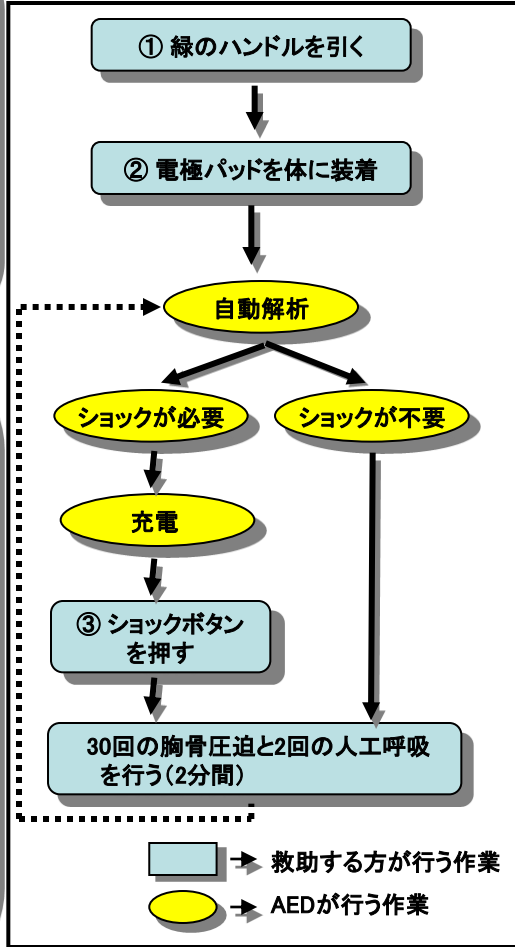 ① 緑のハンドルを引く
② 電極パッドを体に装着
自動解析
ショックが必要
ショックが不要
充電
③ ショックボタン
を押す
30回の胸骨圧迫と2回の人工呼吸
を行う(2分間)
救助する方が行う作業
AEDが行う作業